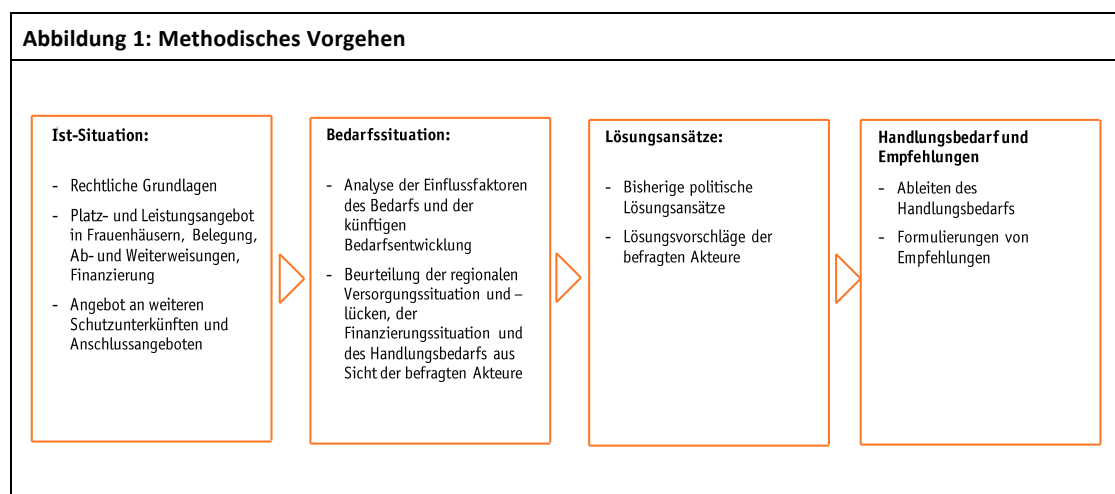 Abbildung 1: Methodisches Vorgehen
Ist-Situation:
- Rechtliche Grundlagen
- Platz- und Leistungsangebot
in Frauenhäusern, Belegung,
Ab- und Weiterweisungen,
Finanzierung
- Angebot an weiteren
Schutzunterkünften und
Anschlussangeboten
Bedarfssituation:
- Analyse der Einflussfaktoren
des Bedarfs und der
künftigen
Bedarfsentwicklung
- Beurteilung der regionalen
Versorgungssituation und –
lücken, der
Finanzierungssituation und
des Handlungsbedarfs aus
Sicht der befragten Akteure
Lösungsansätze:
- Bisherige politische
Lösungsansätze
- Lösungsvorschläge der
befragten Akteure
Handlungsbedarf und
Empfehlungen
- Ableiten des
Handlungsbedarfs
- Formulierungen von
Empfehlungen